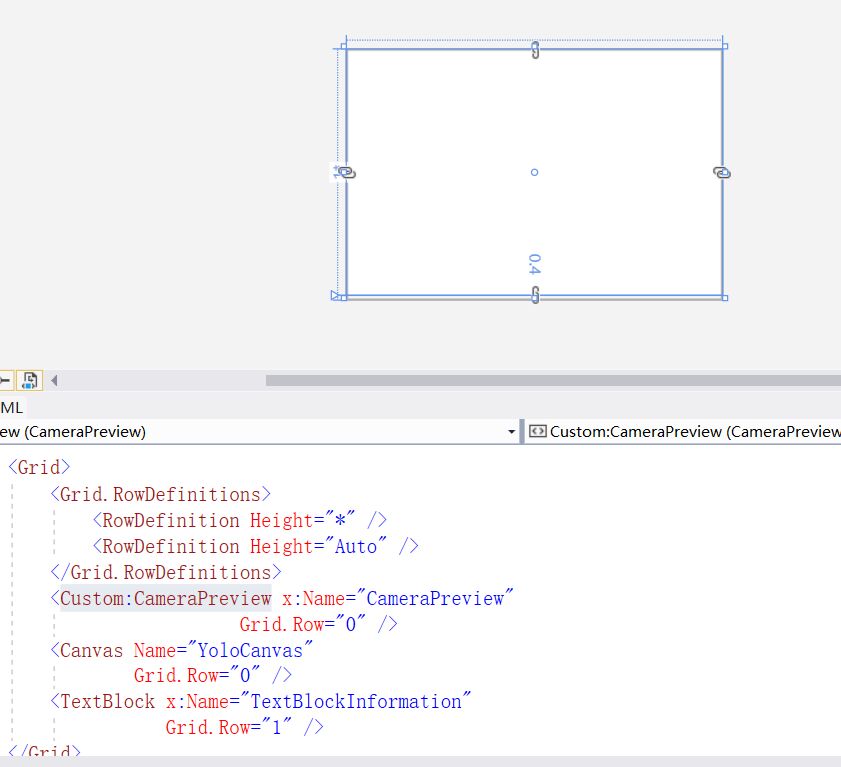 0.4
ML
ew (CameraPreview)
Custom:CameraPreview (CameraPreview
<Grid>
<Grid.RowDefinitions>
<RowDefinition Height="*" />
<RowDefinition Height="Auto" />
</Grid.RowDefinitions>
<Custom:CameraPreview x:Name="CameraPreview"
Grid.Row="0" />
<Canvas Name="YoloCanvas"
Grid.Row="0" />
<TextBlock x:Name="TextBlockInformation"
Grid.Row="1" />
</Grid>